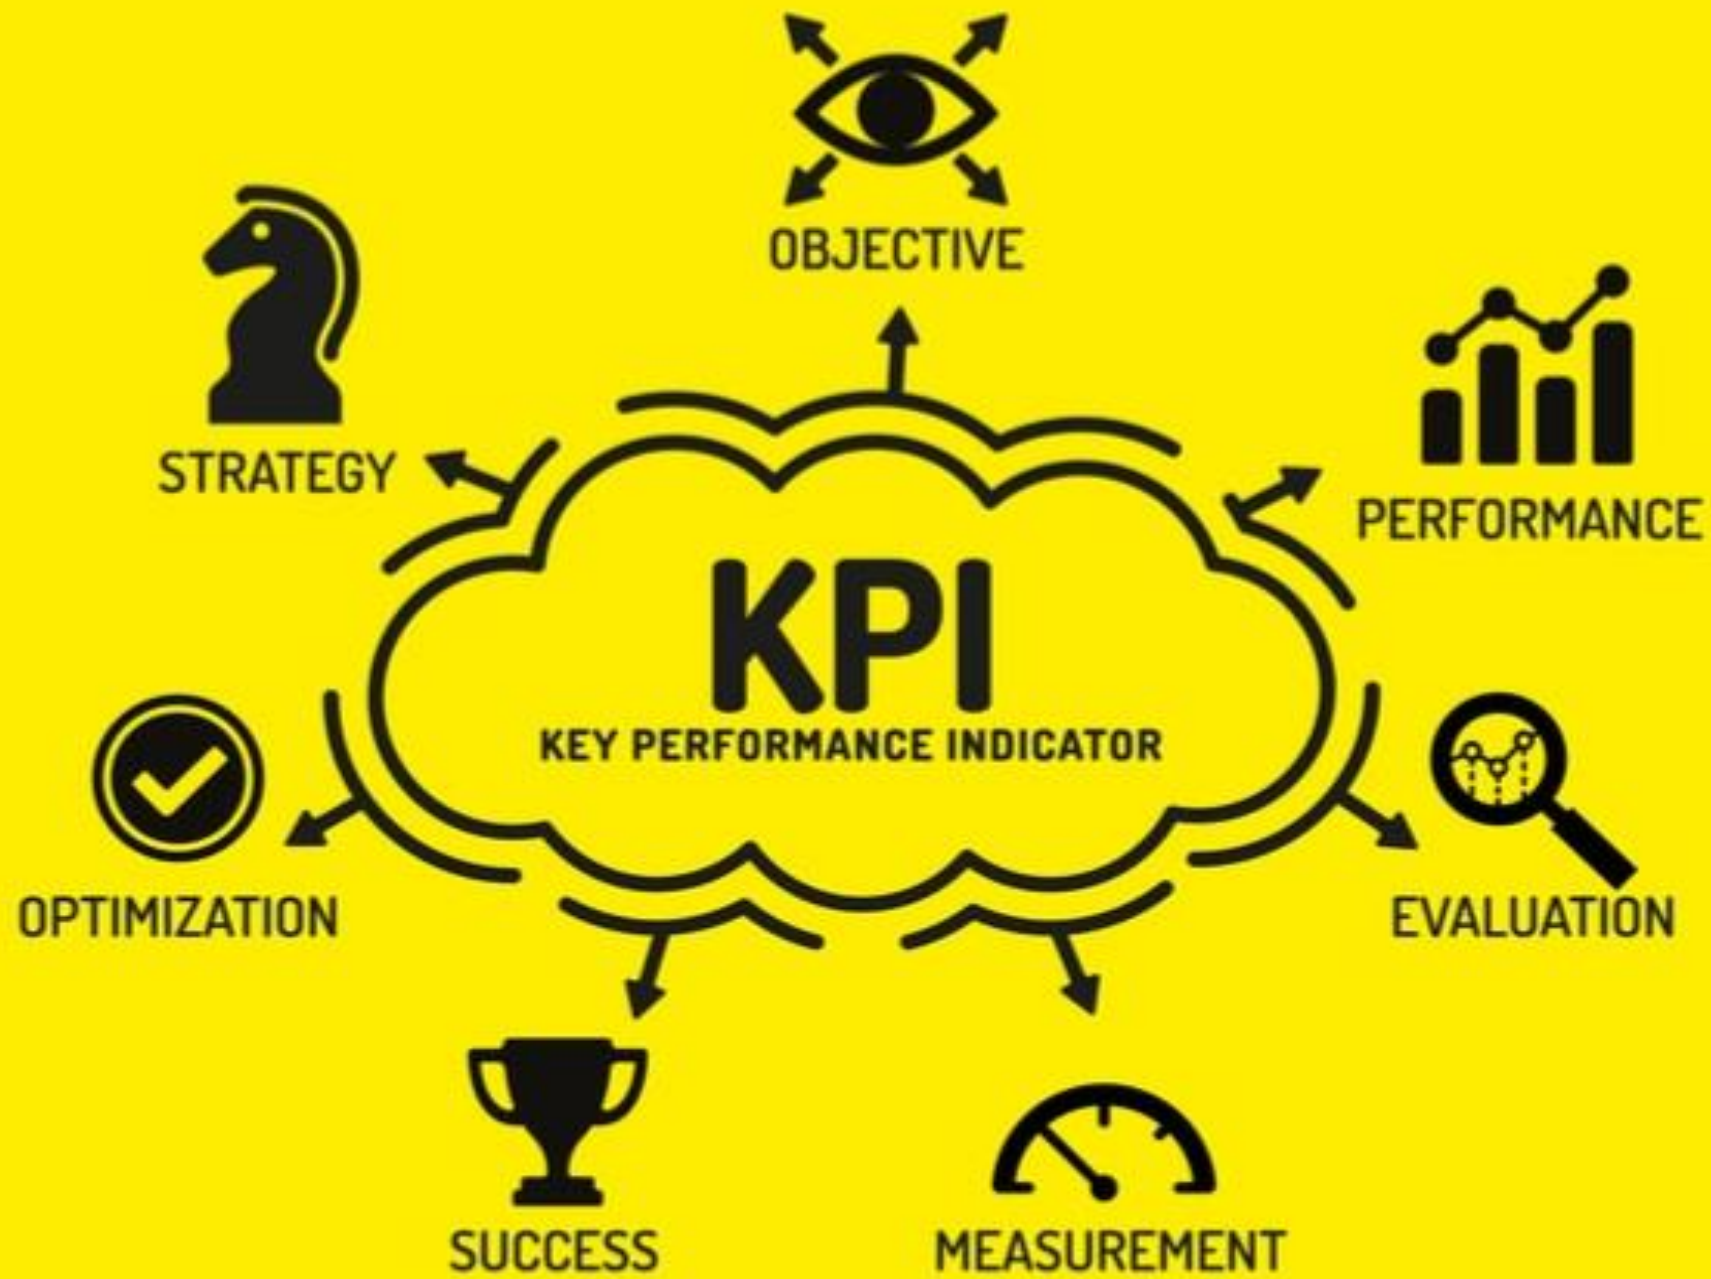 OBJECTIVE
STRATEGY
PERFORMANCE
KPI
KEY PERFORMANCE INDICATOR
OPTIMIZATION
EVALUATION
SUCCESS
MEASUREMENT